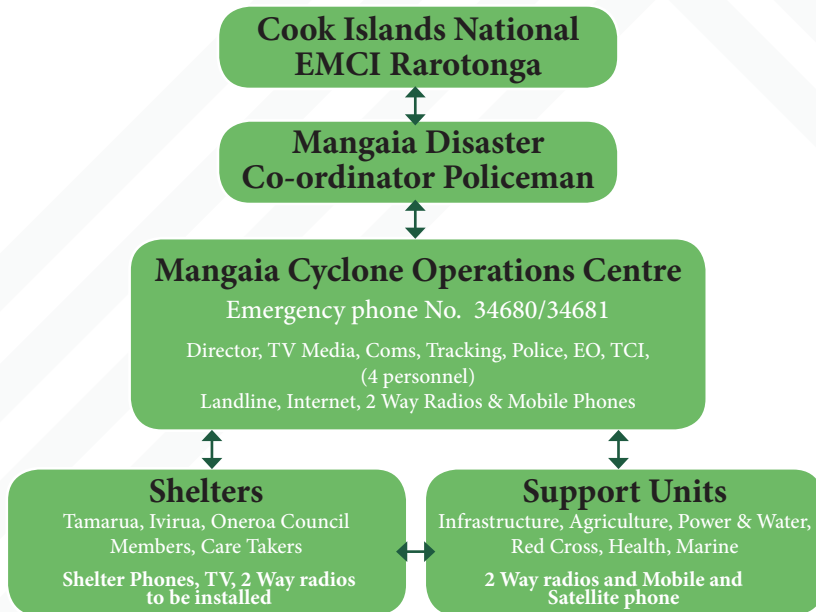 Cook Islands National
EMCI Rarotonga
Mangaia Disaster
Co-ordinator Policeman
Mangaia Cyclone Operations Centre
Emergency phone No. 34680/34681
Director, TV Media, Coms, Tracking, Police, EO, TCI,
(4 personnel)
Landline, Internet, 2 Way Radios & Mobile Phones
Shelters
Tamarua, Ivirua, Oneroa Council
Members, Care Takers
Shelter Phones, TV, 2 Way radios
to be installed
Support Units
Infrastructure, Agriculture, Power & Water,
Red Cross, Health, Marine
2 Way radios and Mobile and
Satellite phone